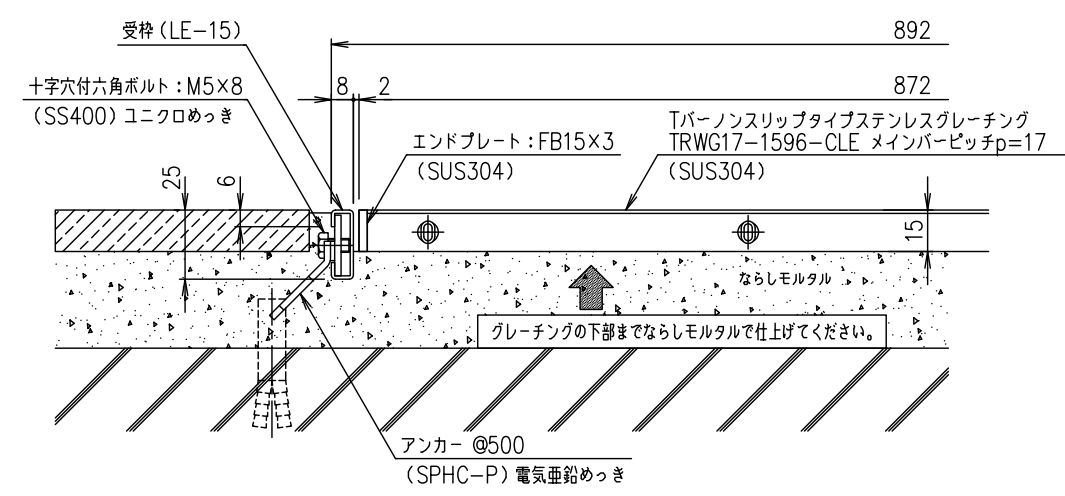 受枠(LE-15)
892
十字穴付六角ボルト:M5×8
(SS400)ユニクロめっき
8
2
872
Tバーノンスリップタイプステンレスグレーチング
TRWG17-1596-CLE メインバーピッチp=17
(SUS304)
エンドプレート:FB15×3
(SUS304)
25
6
15
ならしモルタル
グレーチングの下部までならしモルタルで仕上げてください。
アンカー @500
(SPHC-P)電気亜鉛めっき